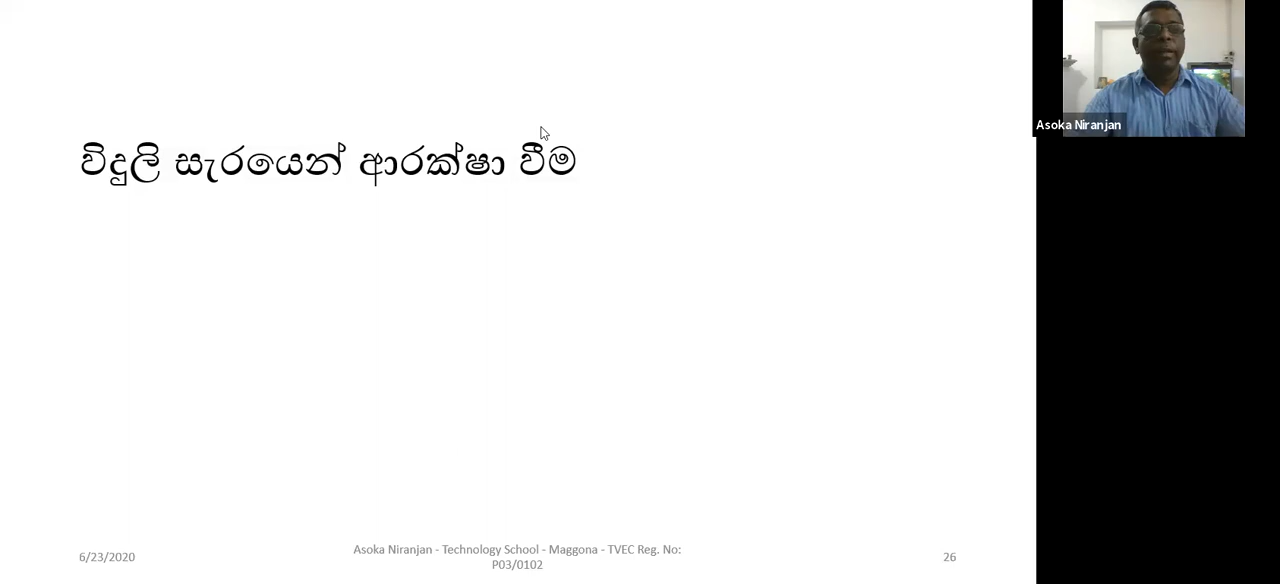 Asoka Niranjan
විදුලි සැරයෙන් ආරක්ෂා වීම
6/23/2020
Asoka Niranjan - Technology School - Maggona - TVEC Reg. No:
P03/0102
26